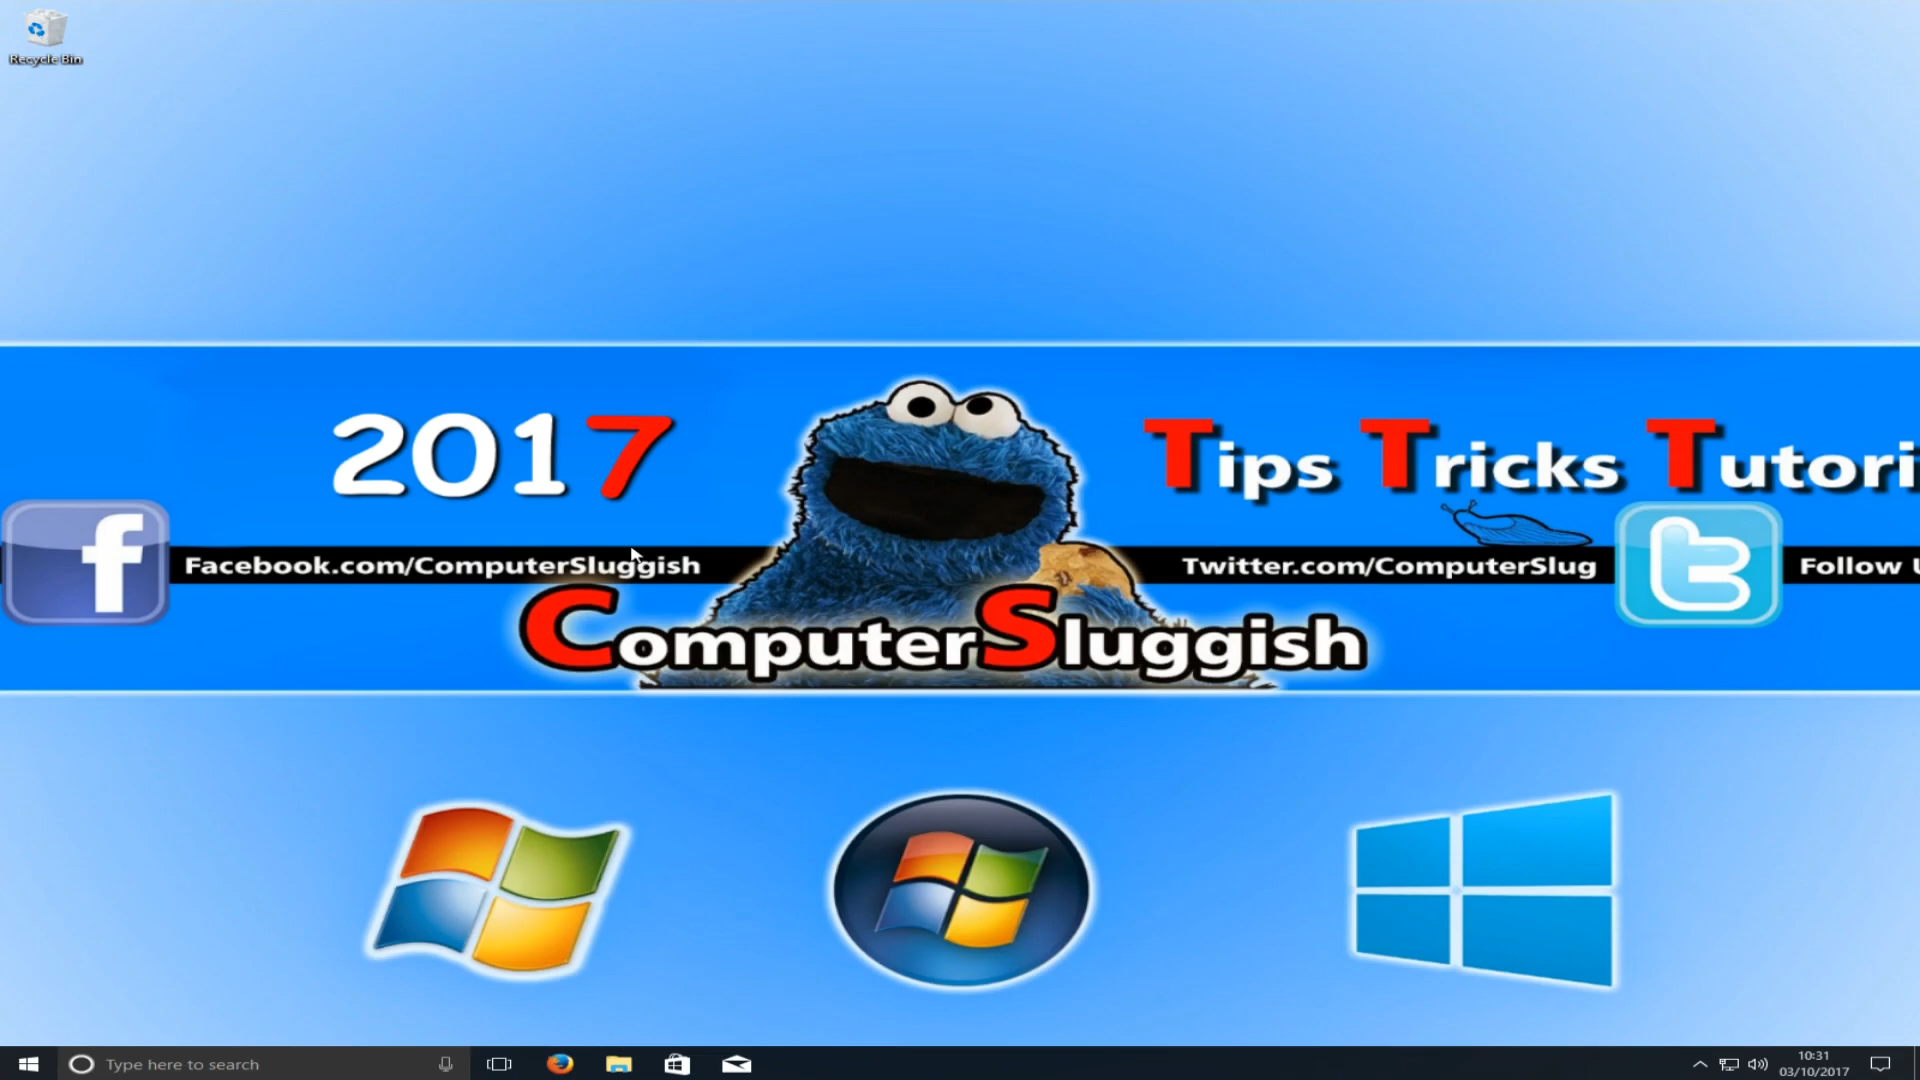 Recycle Bin
2017
Tips Tricks Tutori
Facebook.com/ComputerSluggish
Twitter.com/ComputerSlug
Follow U
ComputerSluggish
Type here to search
10:31
03/10/2017